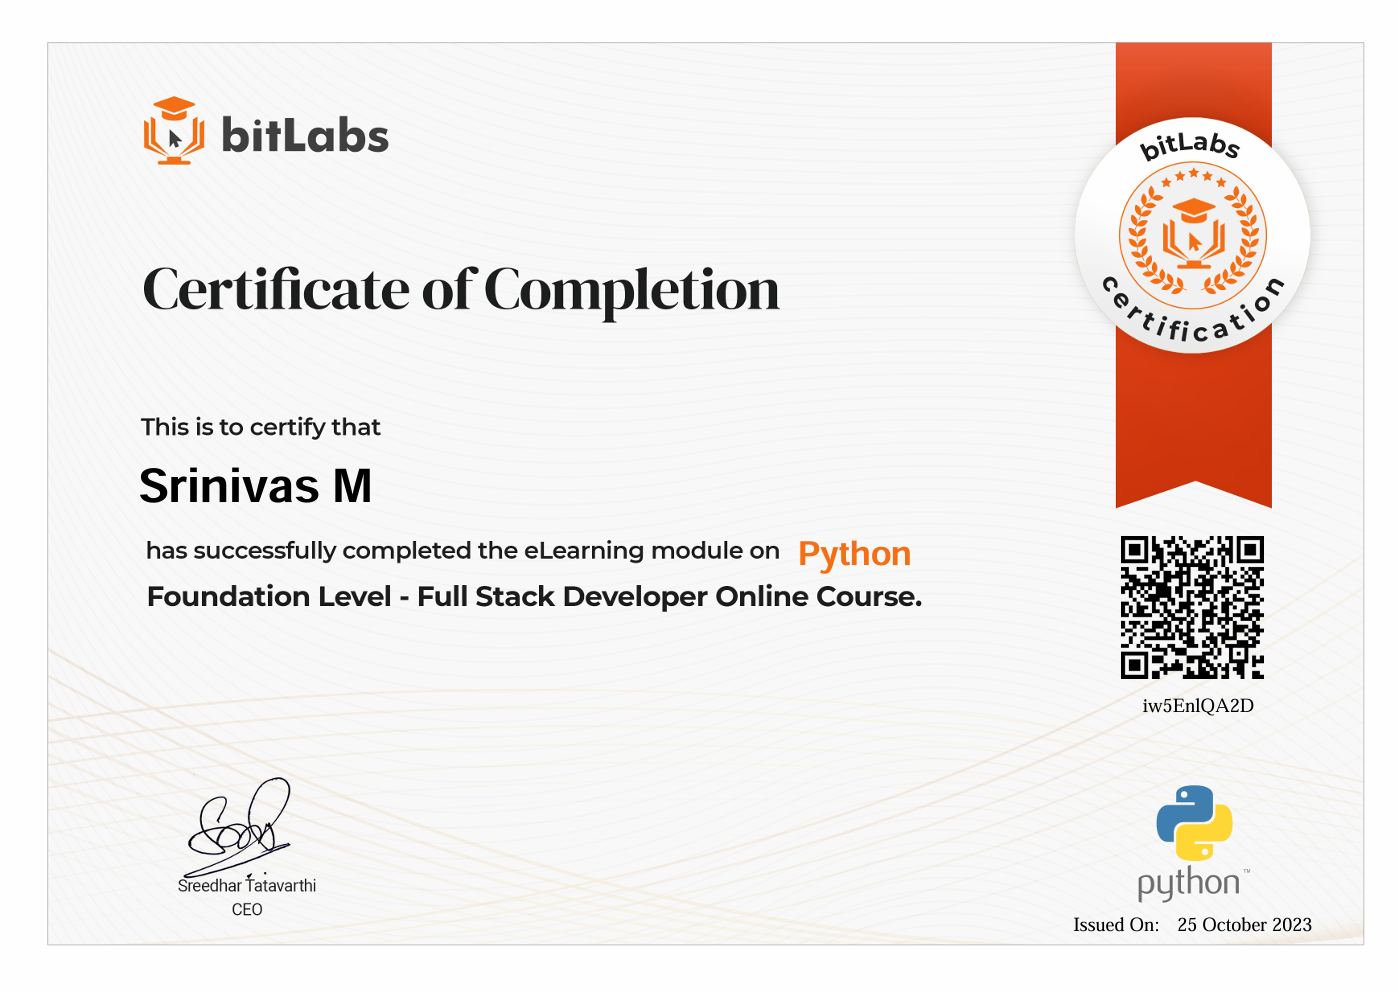 bitLabs
bitLabs
certification
Certificate of Completion
This is to certify that
Srinivas M
has successfully completed the eLearning module on Python
Foundation Level - Full Stack Developer Online Course.
iw5EnlQA2D
Sreedhar Tatavarthi
CEO
python™
Issued On: 25 October 2023